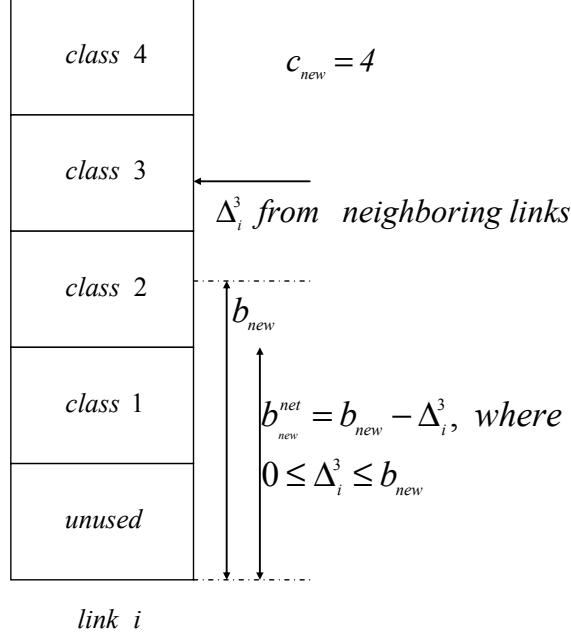 class 4
c_new = 4
class 3
Δ_i^3 from neighboring links
class 2
b_new
class 1
b_new^net = b_new − Δ_i^3, where
0 ≤ Δ_i^3 ≤ b_new
unused
link i